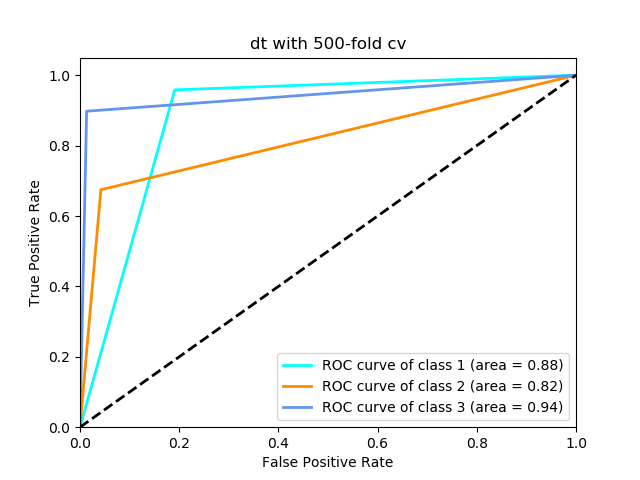 dt with 500-fold cv
True Positive Rate
1.0
0.8
0.6
0.4
0.2
0.0
ROC curve of class 1 (area = 0.88)
ROC curve of class 2 (area = 0.82)
ROC curve of class 3 (area = 0.94)
0.0 0.2 0.4 0.6 0.8 1.0
False Positive Rate